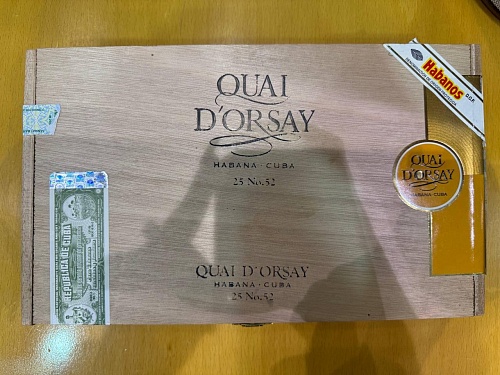 QUAI
D'ORSAY
HABANA · CUBA
25 No.52
QUAI D'ORSAY
HABANA · CUBA
25 No.52
Habanos
D.O.P.
QUAI
D'ORSAY
HABANA · CUBA
REPUBLICA DE CUBA